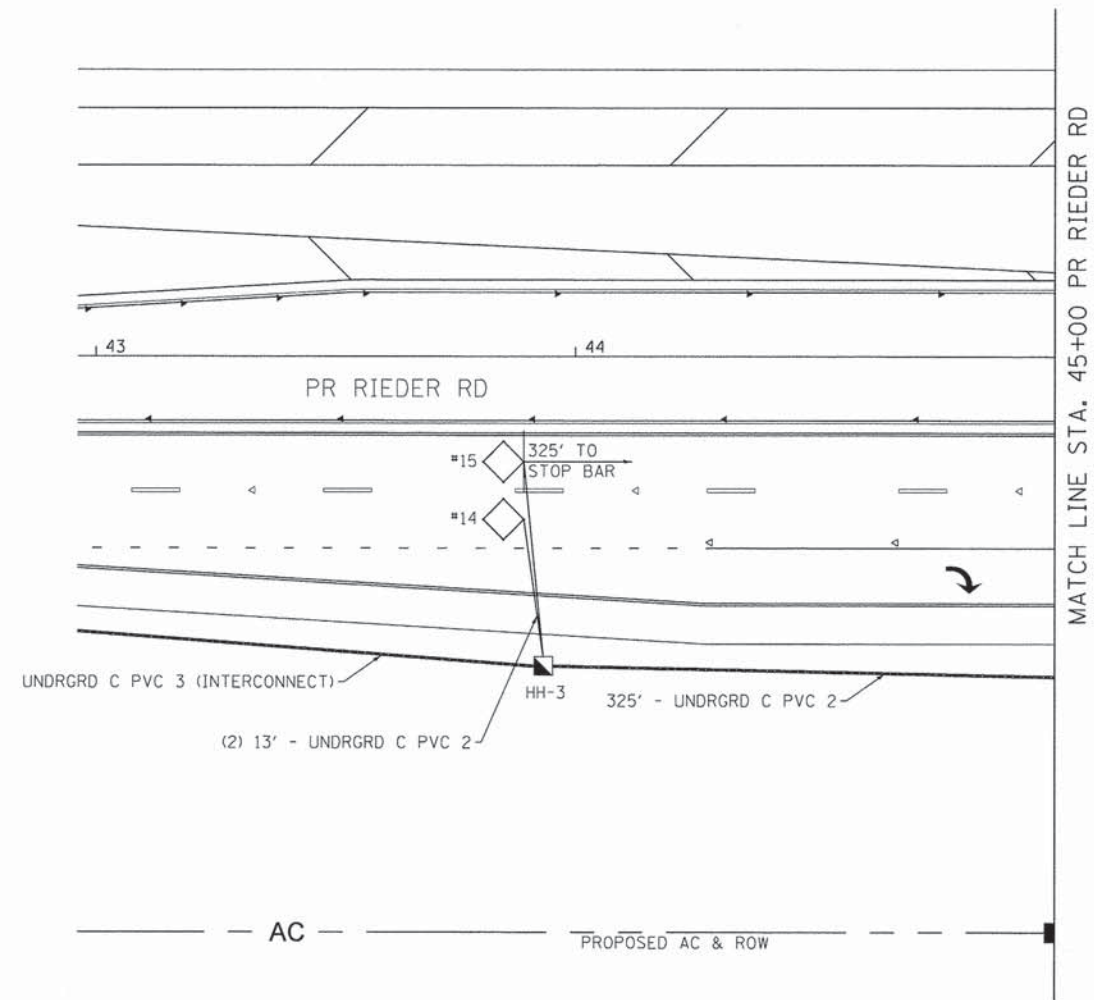 43
44
PR RIEDER RD
#15
325' TO
STOP BAR
#14
UNDRGRD C PVC 3 (INTERCONNECT)
HH-3
325' - UNDRGRD C PVC 2
(2) 13' - UNDRGRD C PVC 2
AC
PROPOSED AC & ROW
MATCH LINE STA. 45+00 PR RIEDER RD